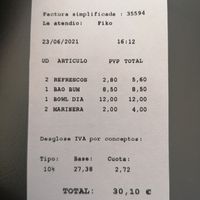 Factura simplificada : 35594
Le atendio: Piko
23/06/2021 16:12
UD ARTICULO PVP TOTAL
2 REFRESCOS 2,80 5,60
1 BAO BUM 8,50 8,50
1 BOWL DIA 12,00 12,00
2 MARINERA 2,00 4,00
Desglose IVA por conceptos:
Tipo: Base: Cuota:
10% 27,38 2,72
TOTAL: 30,10 €